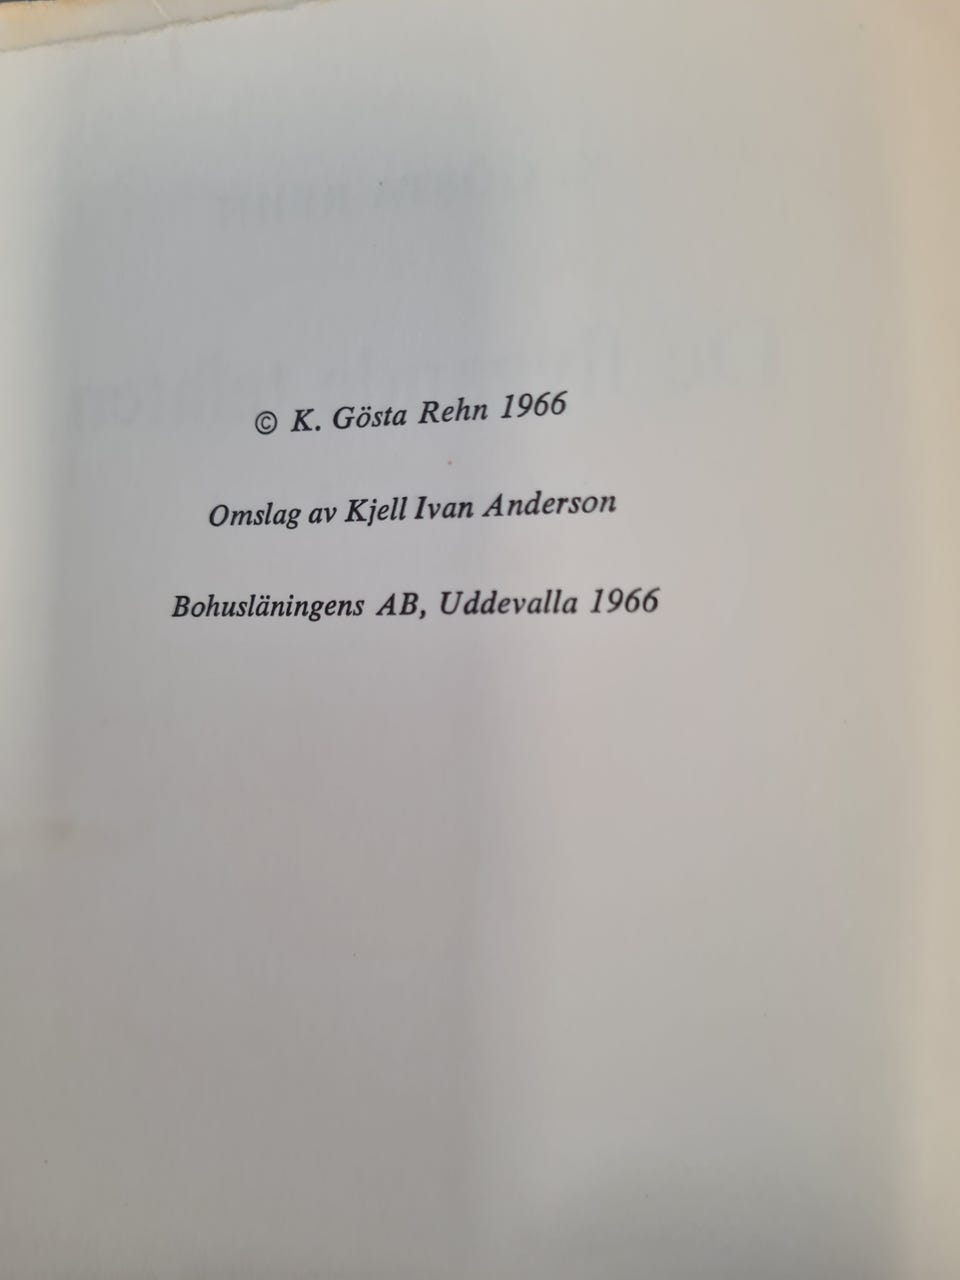 © K. Gösta Rehn 1966
Omslag av Kjell Ivan Anderson
Bohusläningens AB, Uddevalla 1966